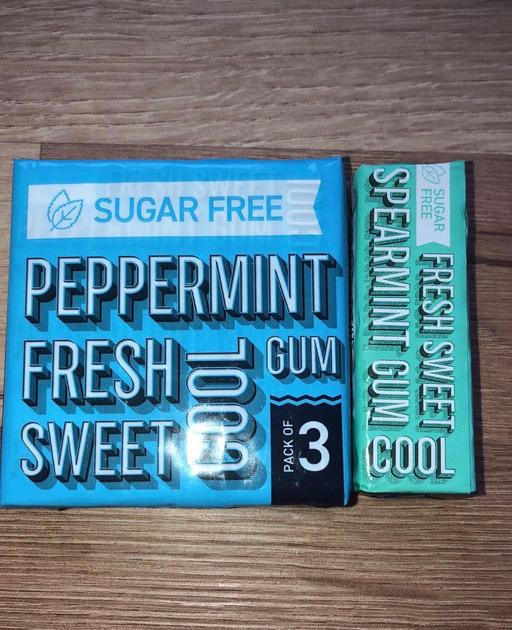 SUGAR FREE
PEPPERMINT
FRESH
COOL
GUM
SWEET
PACK OF 3
SUGAR
FREE
SPEARMINT GUM
FRESH SWEET
COOL